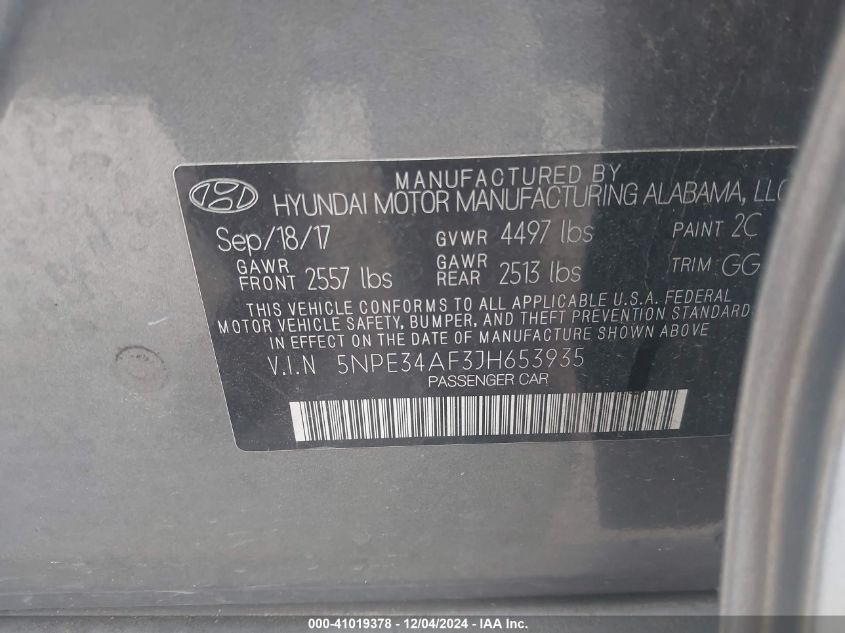 MANUFACTURED BY
HYUNDAI MOTOR MANUFACTURING ALABAMA, LLC
Sep/18/17 GVWR 4497 lbs PAINT 2C
GAWR FRONT 2557 lbs GAWR REAR 2513 lbs TRIM GG
THIS VEHICLE CONFORMS TO ALL APPLICABLE U.S.A. FEDERAL
MOTOR VEHICLE SAFETY, BUMPER, AND THEFT PREVENTION STANDARD
IN EFFECT ON THE DATE OF MANUFACTURE SHOWN ABOVE
V.I.N 5NPE34AF3JH653935
PASSENGER CAR
000-41019378 - 12/04/2024 - IAA Inc.